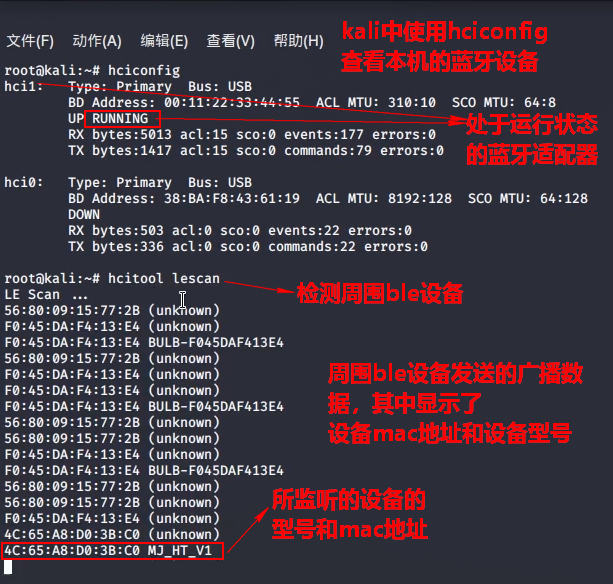 文件(F) 动作(A) 编辑(E) 查看(V) 帮助(H)
kali中使用hciconfig
查看本机的蓝牙设备
root@kali:~# hciconfig
hci1: Type: Primary Bus: USB
BD Address: 00:11:22:33:44:55 ACL MTU: 310:10 SCO MTU: 64:8
UP RUNNING
RX bytes:5013 acl:15 sco:0 events:177 errors:0
TX bytes:1417 acl:15 sco:0 commands:79 errors:0
处于运行状态
的蓝牙适配器
hci0: Type: Primary Bus: USB
BD Address: 38:BA:F8:43:61:19 ACL MTU: 8192:128 SCO MTU: 64:128
DOWN
RX bytes:503 acl:0 sco:0 events:22 errors:0
TX bytes:336 acl:0 sco:0 commands:22 errors:0
root@kali:~# hcitool lescan
检测周围ble设备
LE Scan ...
56:80:09:15:77:2B (unknown)
F0:45:DA:F4:13:E4 (unknown)
F0:45:DA:F4:13:E4 BULB-F045DAF413E4
56:80:09:15:77:2B (unknown)
F0:45:DA:F4:13:E4 (unknown)
F0:45:DA:F4:13:E4 BULB-F045DAF413E4
56:80:09:15:77:2B (unknown)
56:80:09:15:77:2B (unknown)
F0:45:DA:F4:13:E4 (unknown)
F0:45:DA:F4:13:E4 BULB-F045DAF413E4
周围ble设备发送的广播数
据，其中显示了
设备mac地址和设备型号
56:80:09:15:77:2B (unknown)
56:80:09:15:77:2B (unknown)
F0:45:DA:F4:13:E4 (unknown)
4C:65:A8:D0:3B:C0 (unknown)
4C:65:A8:D0:3B:C0 MJ_HT_V1
所监听的设备的
型号和mac地址